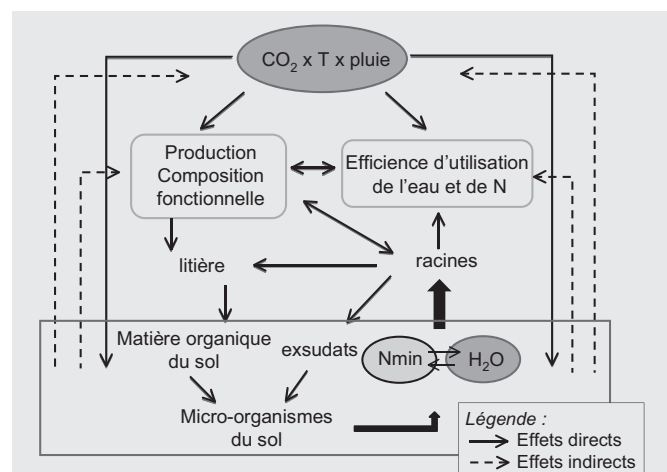 CO₂ x T x pluie
Production
Composition
fonctionnelle
Efficience d'utilisation
de l'eau et de N
litière
racines
Matière organique
du sol
exsudats
Nmin
H₂O
Micro-organismes
du sol
Légende :
Effets directs
Effets indirects